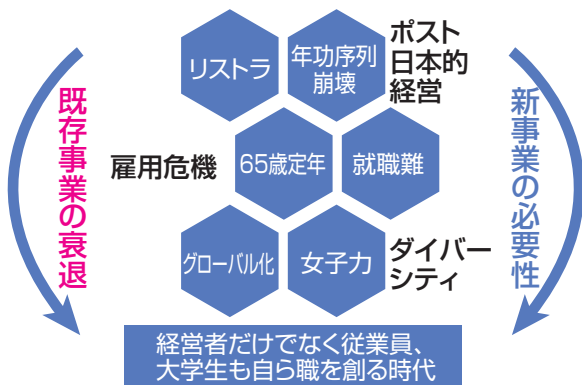 リストラ
年功序列
崩壊
ポスト
日本的
経営
既存事業の衰退
新事業の必要性
雇用危機
65歳定年
就職難
グローバル化
女子力
ダイバー
シティ
経営者だけでなく従業員、
大学生も自ら職を創る時代